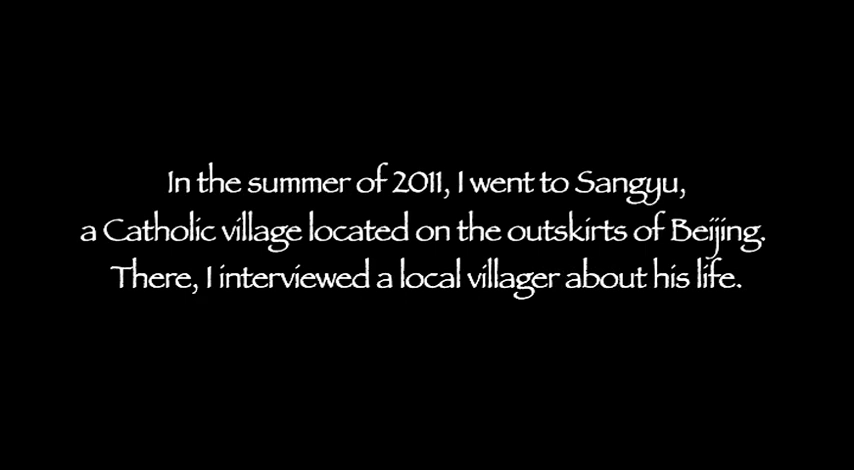 In the summer of 2011, I went to Sangyu,
a Catholic village located on the outskirts of Beijing.
There, I interviewed a local villager about his life.